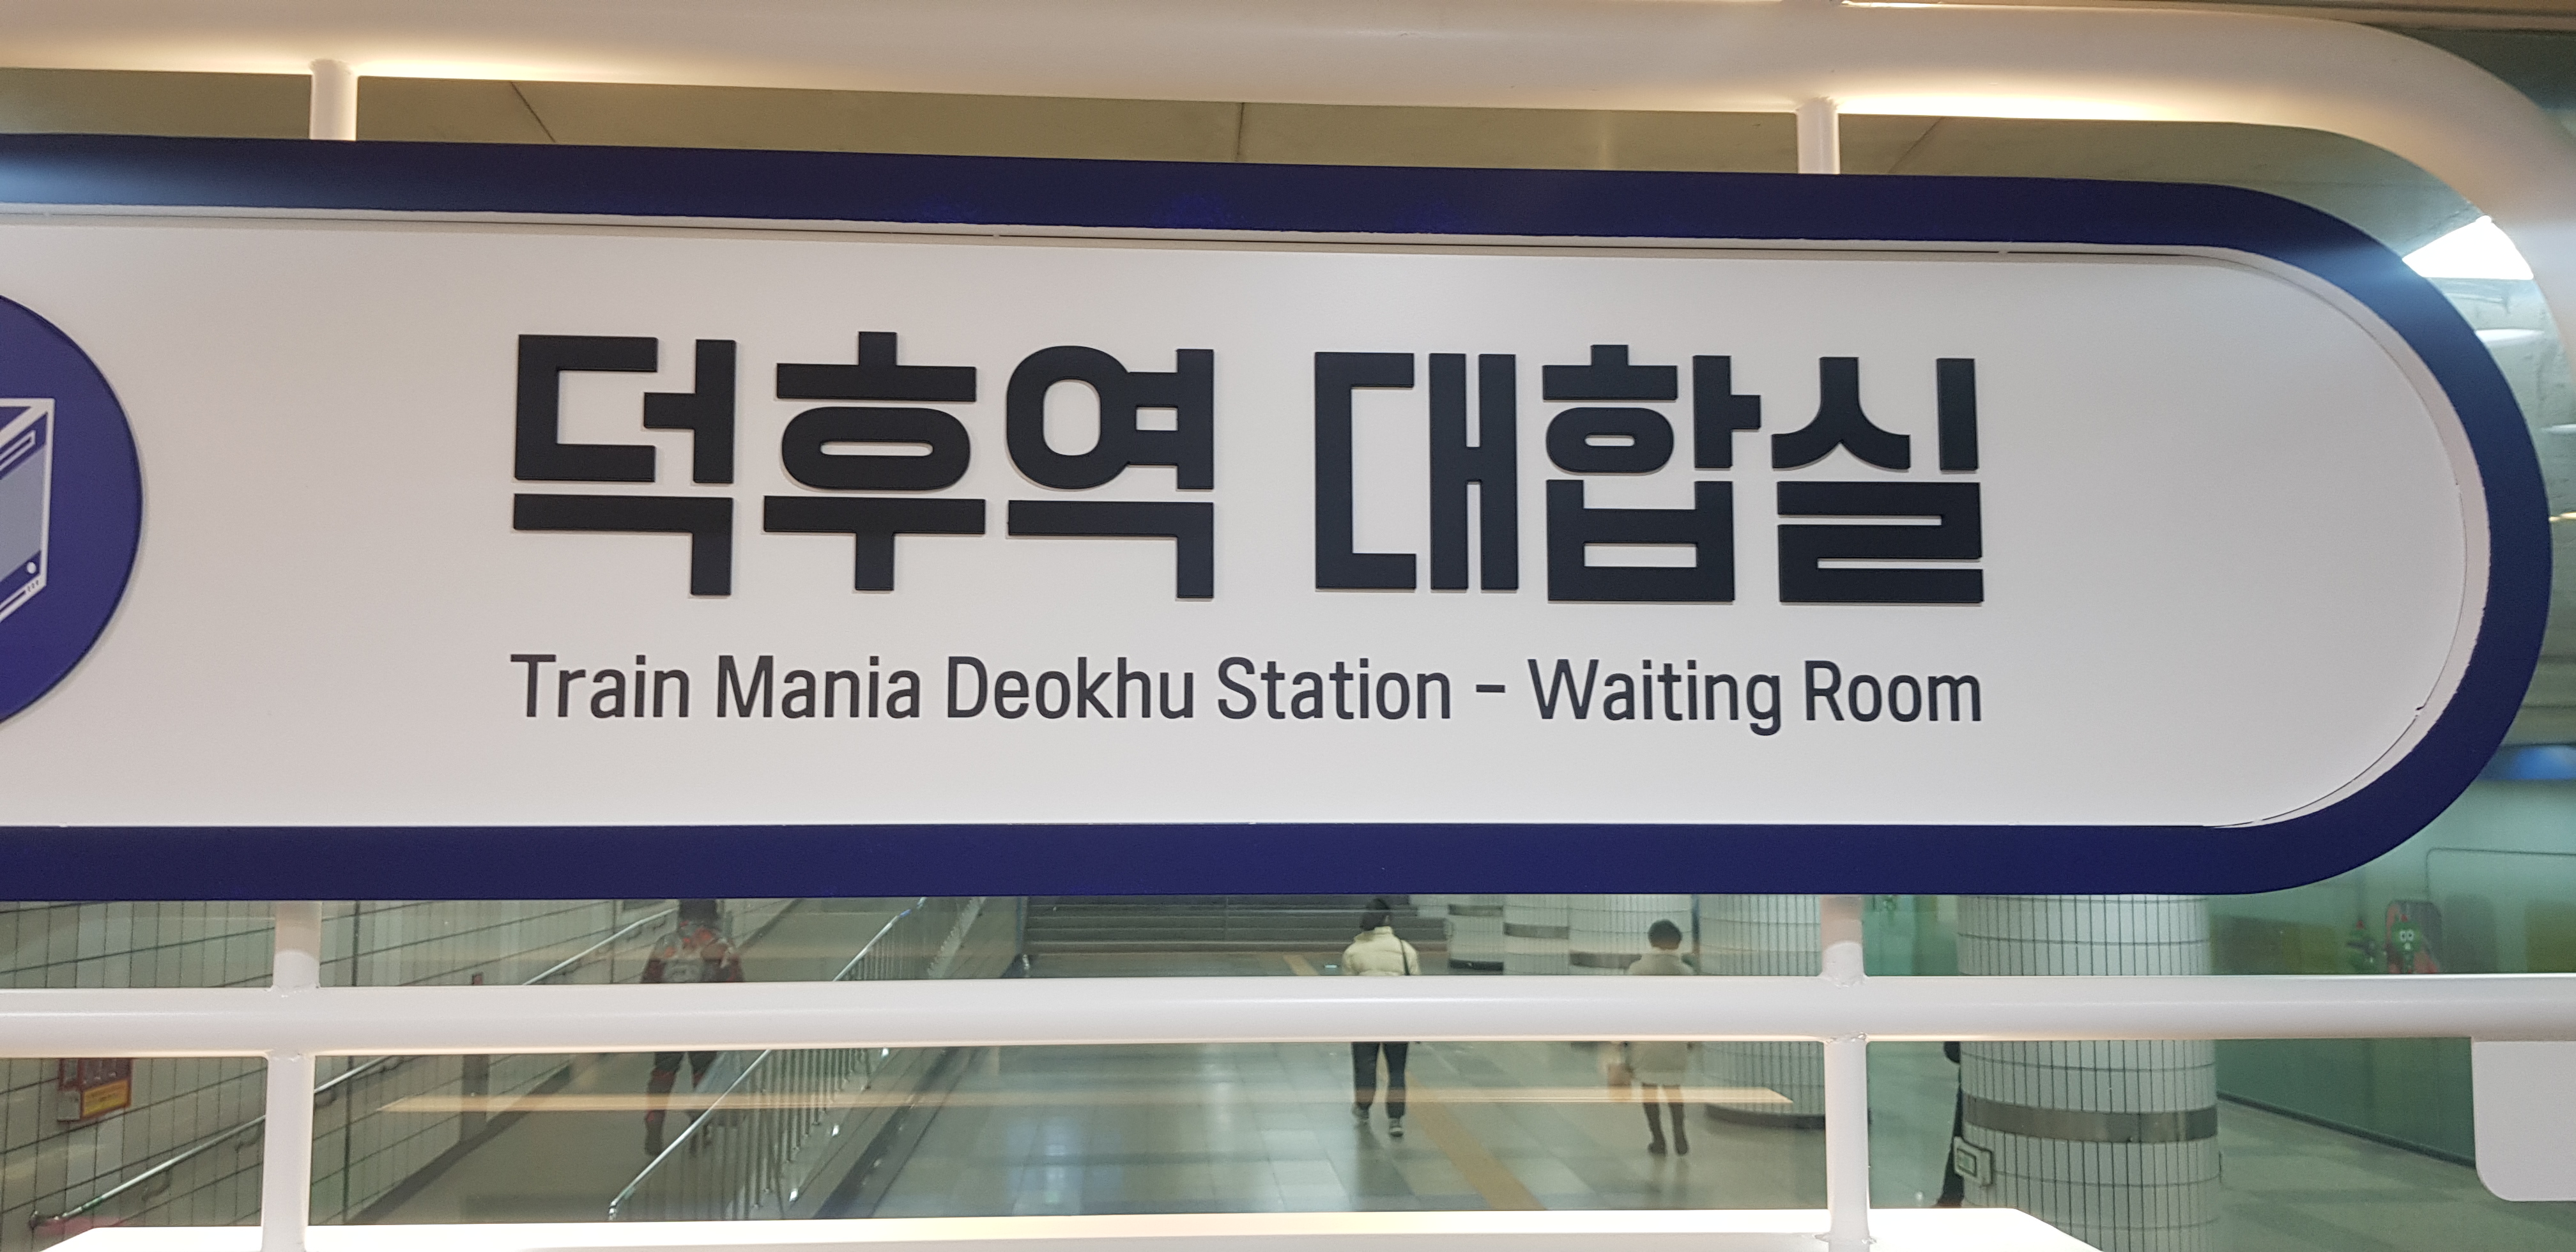 덕후역 대합실
Train Mania Deokhu Station - Waiting Room